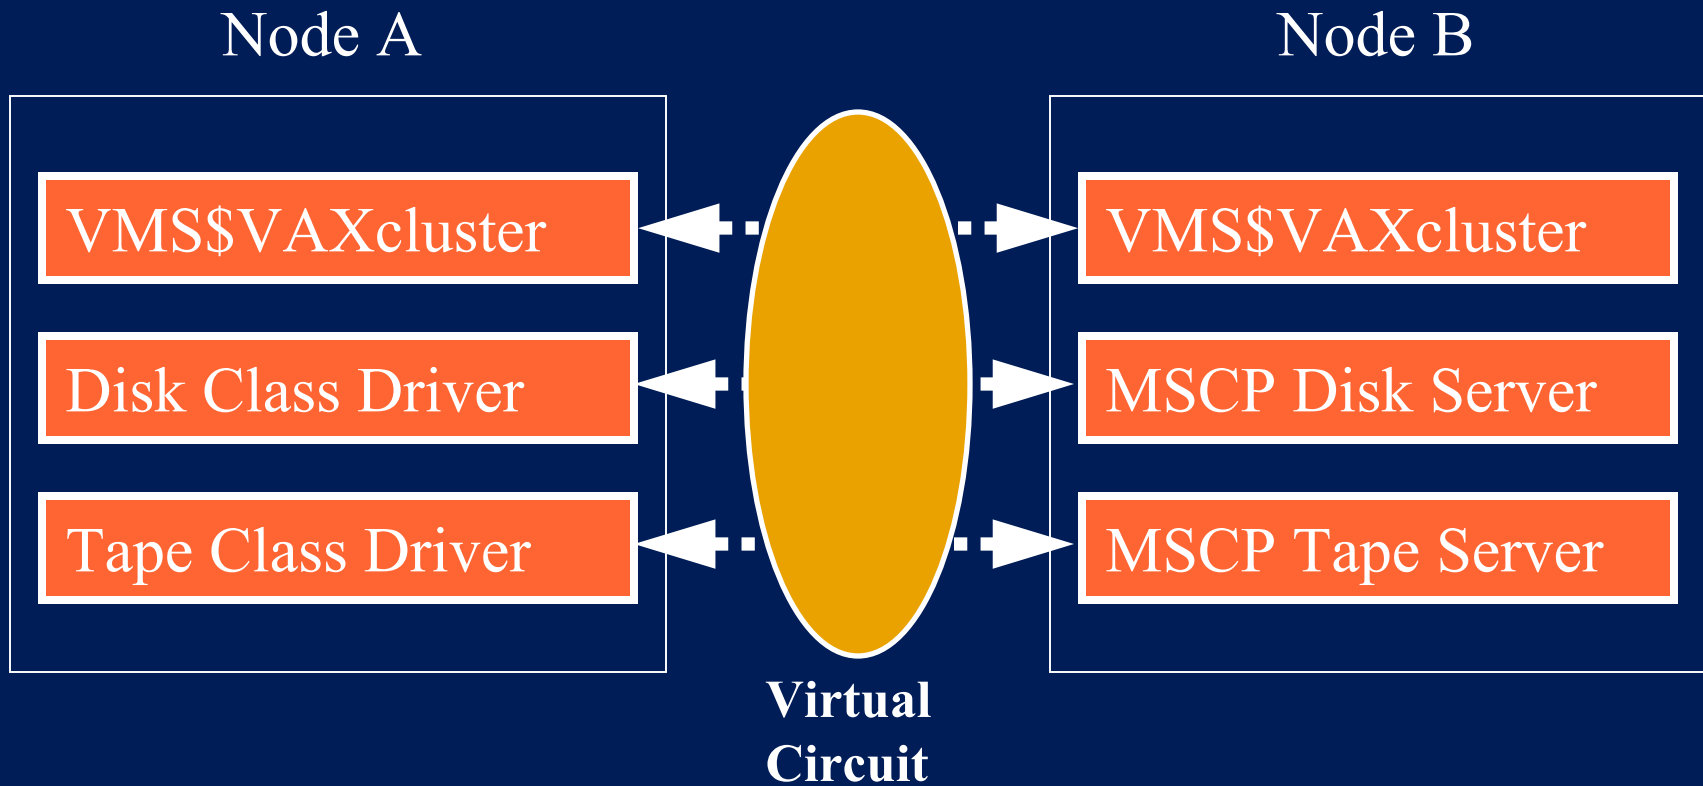 Node A
Node B
VMS$VAXcluster
VMS$VAXcluster
Disk Class Driver
MSCP Disk Server
Tape Class Driver
MSCP Tape Server
Virtual
Circuit